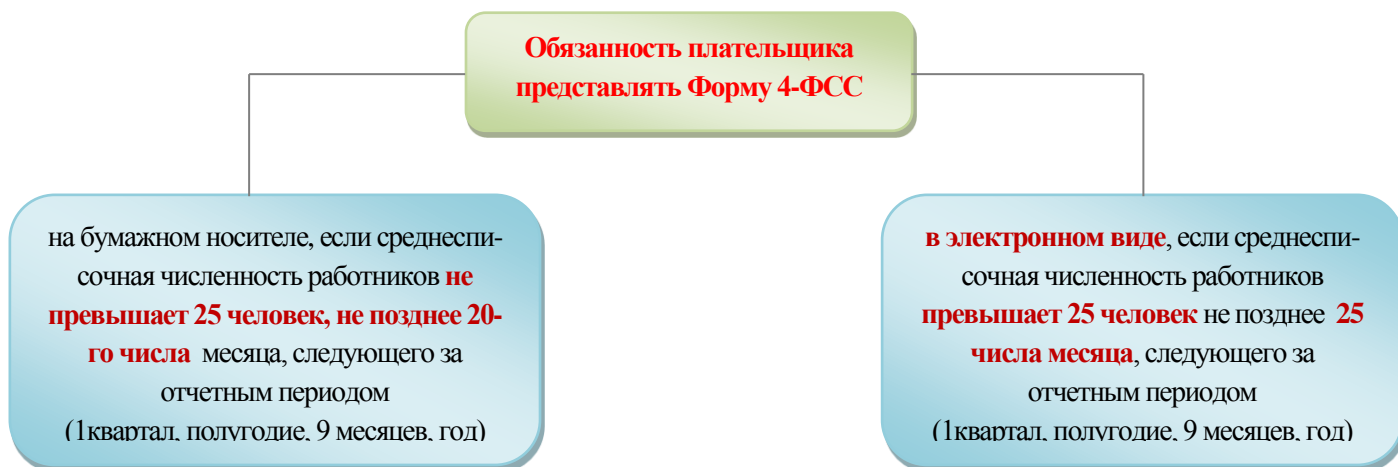 Обязанность плательщика
представлять Форму 4-ФСС
на бумажном носителе, если среднеспи-
сочная численность работников не
превышает 25 человек, не позднее 20-
го числа месяца, следующего за
отчетным периодом
(1квартал, полугодие, 9 месяцев, год)
в электронном виде, если среднеспи-
сочная численность работников
превышает 25 человек не позднее 25
числа месяца, следующего за
отчетным периодом
(1квартал, полугодие, 9 месяцев, год)